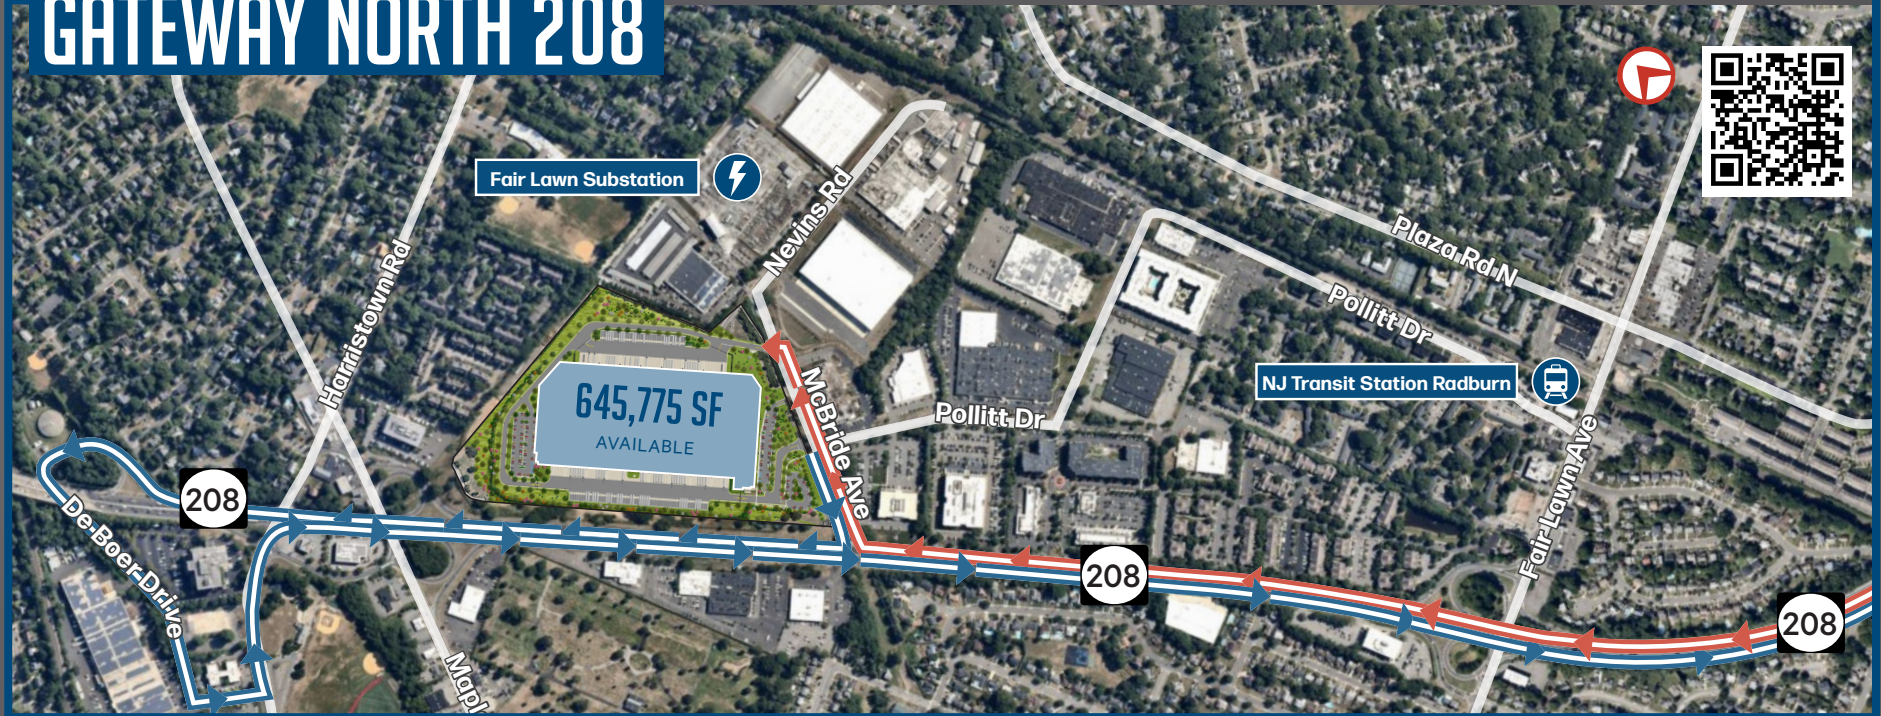 GATEWAY NORTH 208
Fair Lawn Substation
Nevins Rd
Harristown Rd
Plaza Rd N
Pollitt Dr
NJ Transit Station Radburn
645,775 SF
AVAILABLE
McBride Ave
Pollitt Dr
Fair Lawn Ave
208
De Boer Drive
208
208